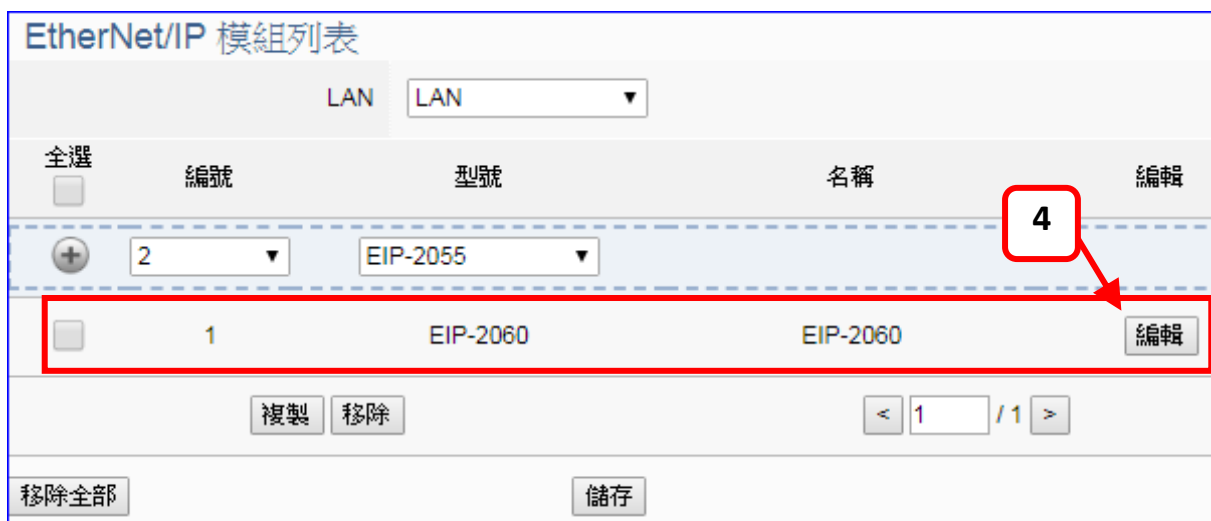 EtherNet/IP 模組列表
LAN LAN
全選 編號 型號 名稱 編輯
4
2 EIP-2055
1 EIP-2060 EIP-2060 編輯
複製 移除 < 1 / 1 >
移除全部 儲存